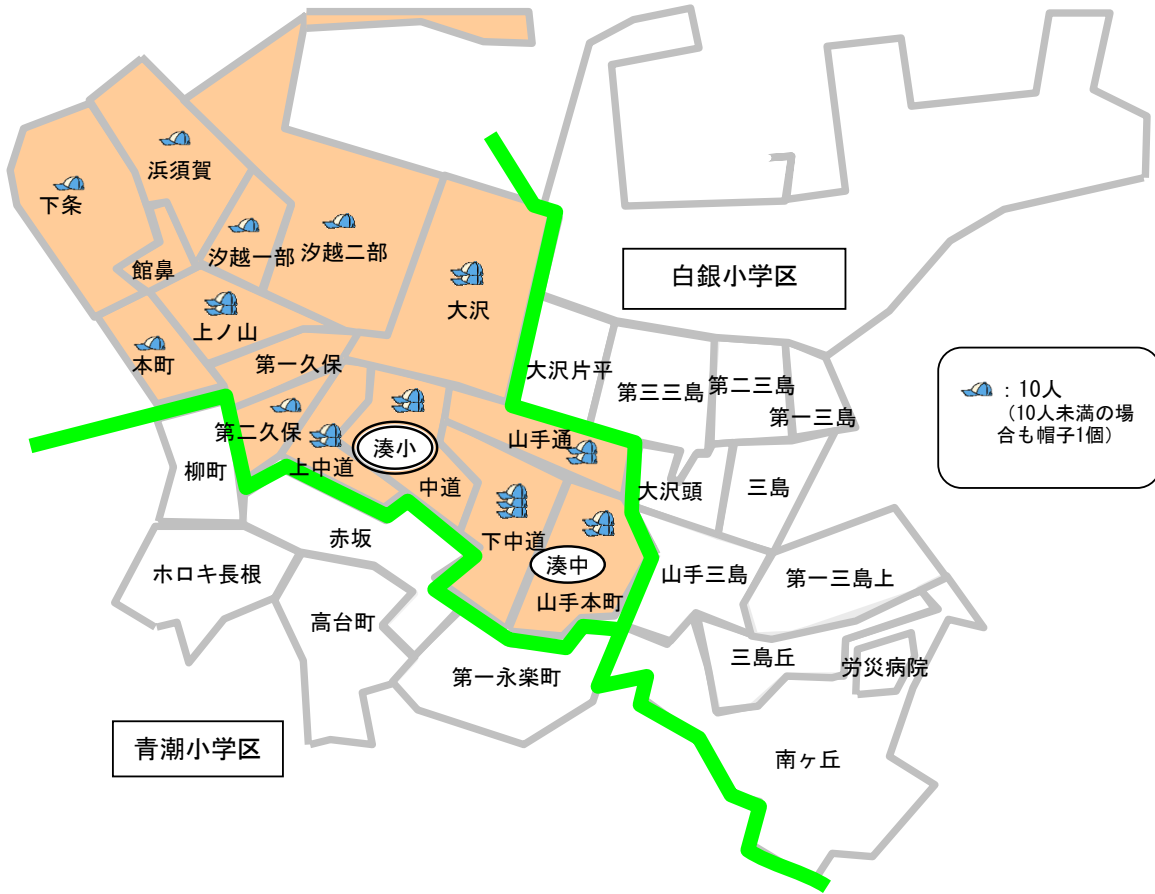 浜須賀
下条
汐越一部
汐越二部
館鼻
大沢
白銀小学区
上ノ山
本町
第一久保
大沢片平
第三三島
第二三島
第一三島
: 10人
(10人未満の場
合も帽子1個)
第二久保
湊小
山手通
柳町
上中道
中道
大沢頭
三島
赤坂
下中道
湊中
ホロキ長根
山手三島
第一三島上
山手本町
高台町
三島丘
労災病院
第一永楽町
青潮小学区
南ヶ丘